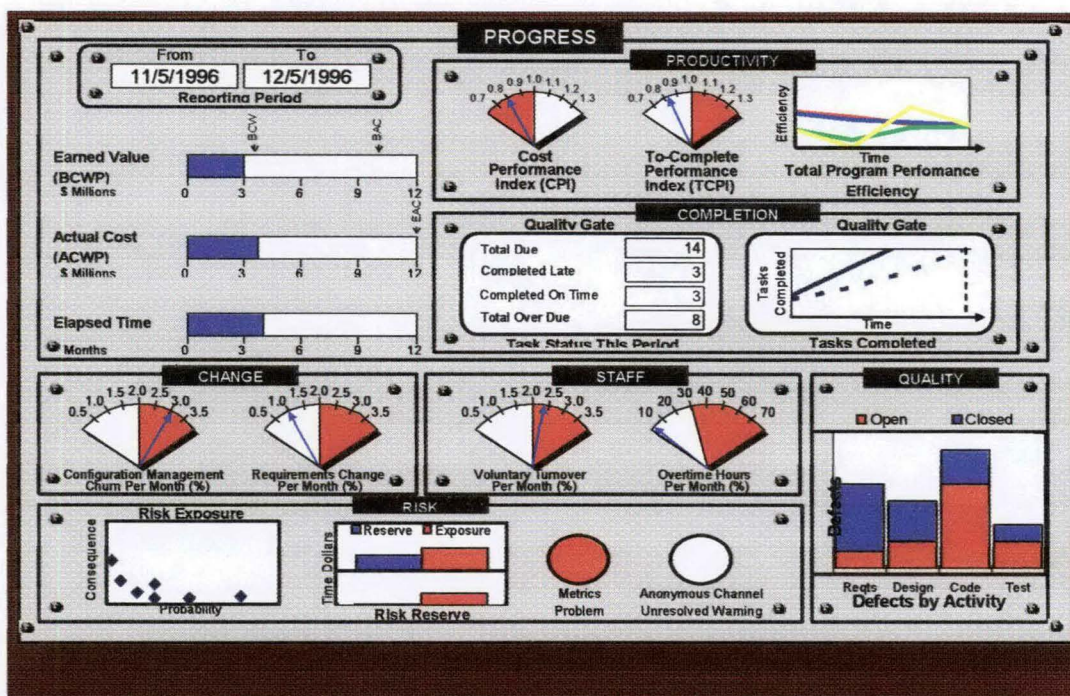 PROGRESS
From To
11/5/1996 12/5/1996
Reporting Period
BCW BAC
Earned Value
(BCWP)
$ Millions
0 3 6 9 12
EAC
Actual Cost
(ACWP)
$ Millions
0 3 6 9 12
Elapsed Time
Months
0 3 6 9 12
PRODUCTIVITY
0.7 0.8 0.9 1.0 1.1 1.2 1.3
Cost
Performance
Index (CPI)
0.7 0.8 0.9 1.0 1.1 1.2 1.3
To-Complete
Performance
Index (TCPI)
Efficiency
Time
Total Program Perfomance
Efficiency
COMPLETION
Quality Gate
Total Due 14
Completed Late 3
Completed On Time 3
Total Over Due 8
Task Status This Period
Quality Gate
Tasks
Completed
Time
Tasks Completed
CHANGE
0.5 1.0 1.5 2.0 2.5 3.0 3.5
Configuration Management
Churn Per Month (%)
0.5 1.0 1.5 2.0 2.5 3.0 3.5
Requirements Change
Per Month (%)
STAFF
0.5 1.0 1.5 2.0 2.5 3.0 3.5
Voluntary Turnover
Per Month (%)
10 20 30 40 50 60 70
Overtime Hours
Per Month (%)
QUALITY
Open Closed
Defects
Reqts Design Code Test
Defects by Activity
RISK
Risk Exposure
Consequence
Probability
Reserve Exposure
Time Dollars
Risk Reserve
Metrics
Problem
Anonymous Channel
Unresolved Warning